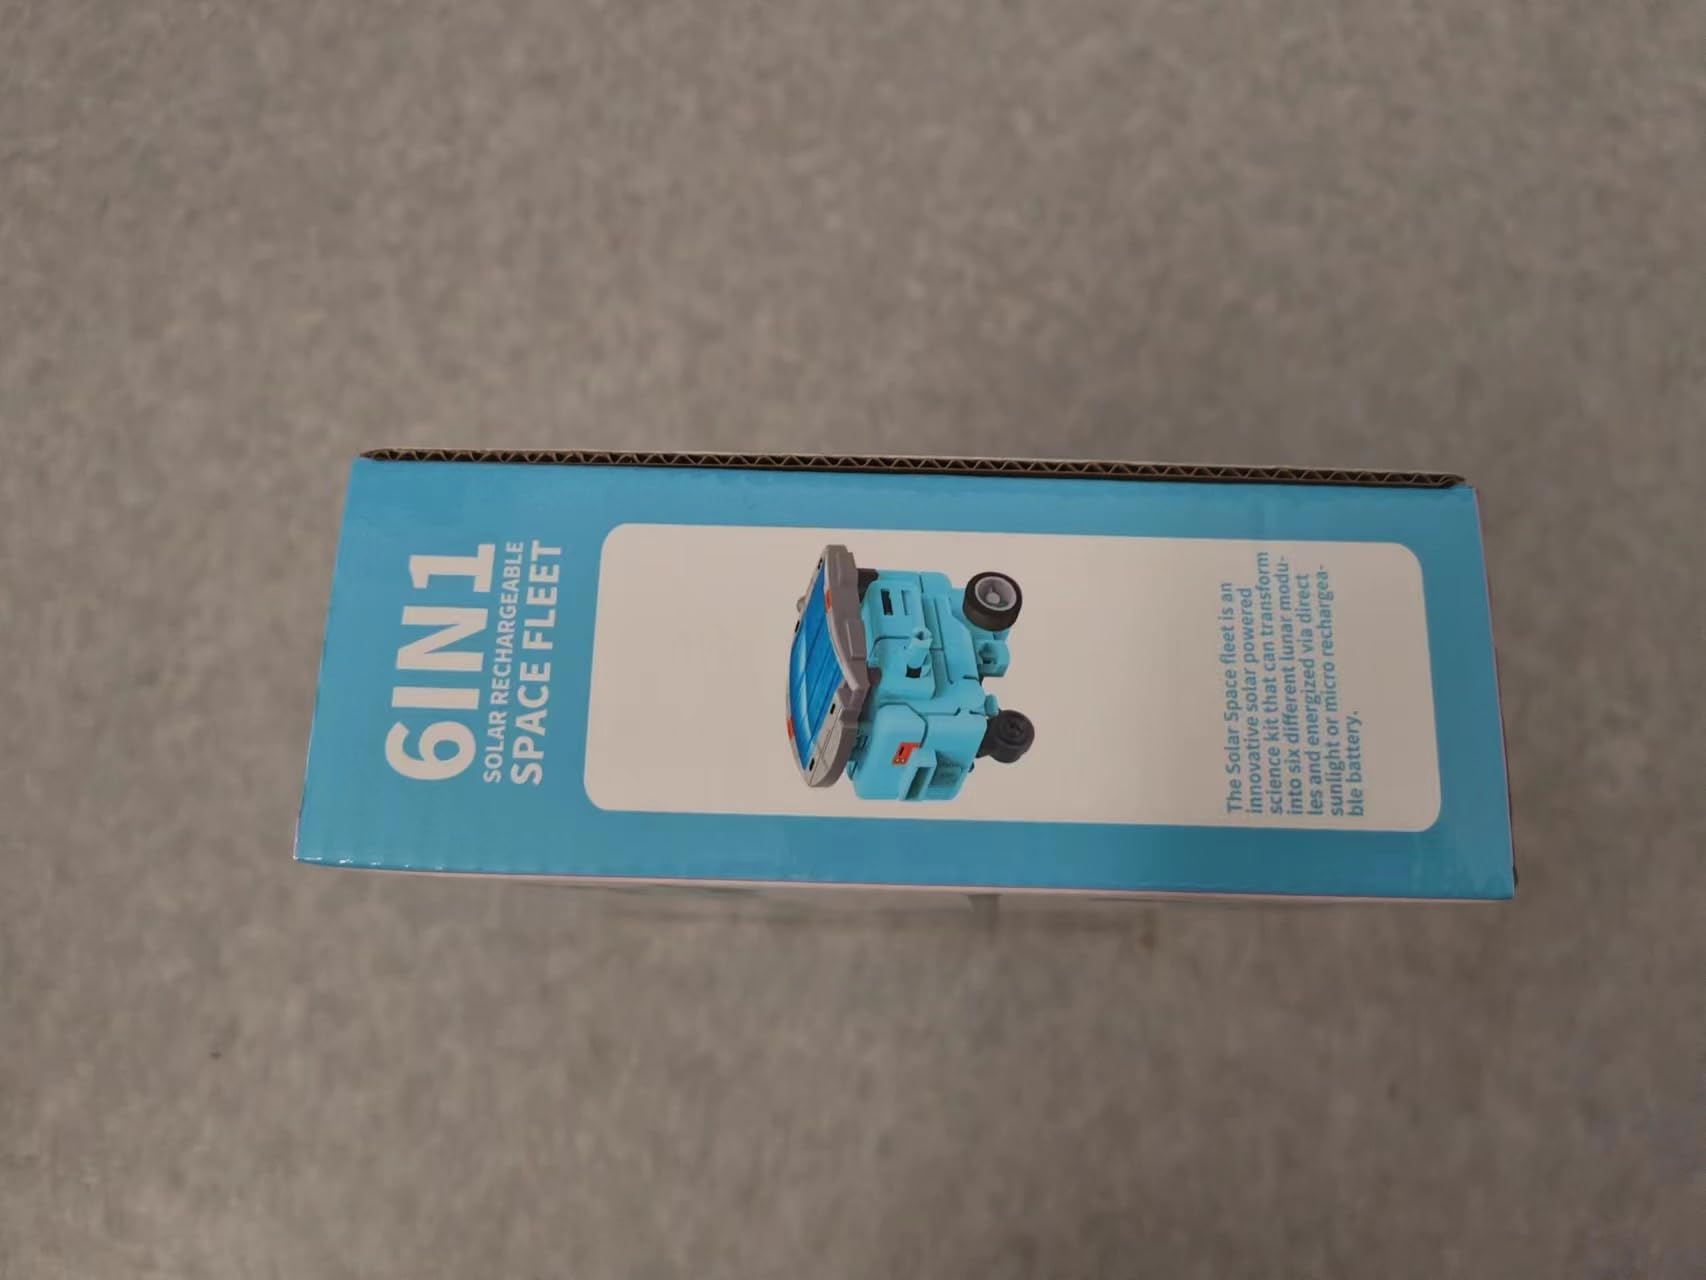 6IN1
SOLAR RECHARGEABLE
SPACE FLEET
The Solar Space fleet is an
innovative solar powered
science kit that can transform
into six different lunar modu-
les and energized via direct
sunlight or micro rechargea-
ble battery.